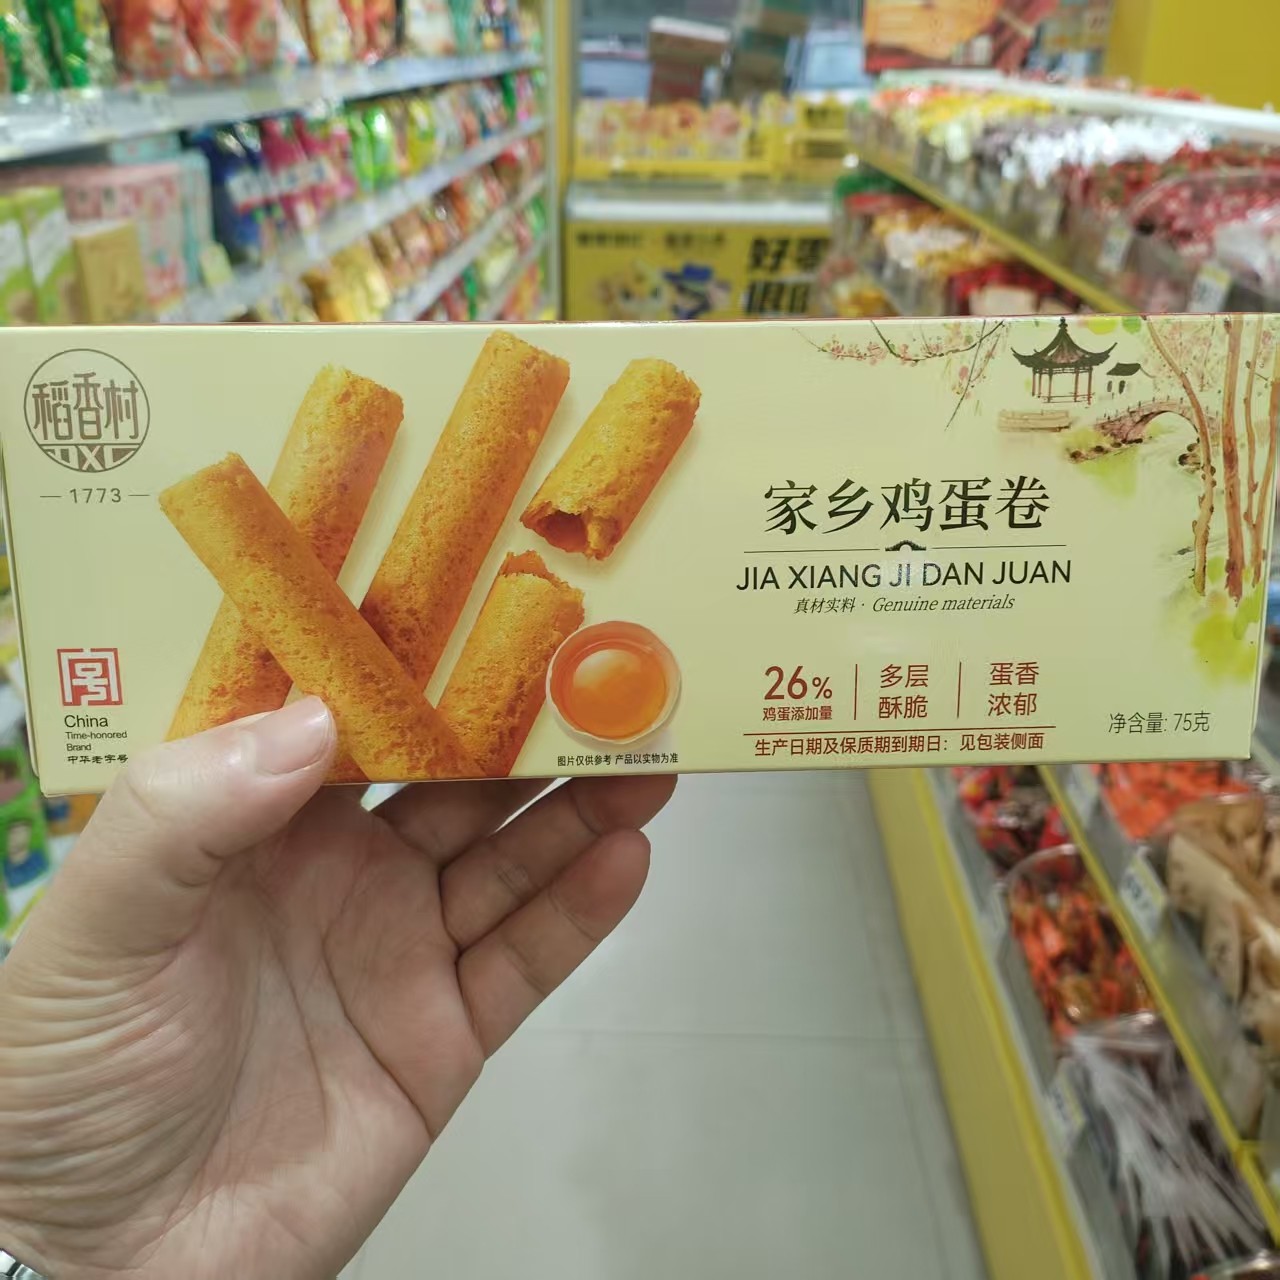 好零
稻香村
DXC
1773
家乡鸡蛋卷
JIA XIANG JI DAN JUAN
真材实料 · Genuine materials
26%
鸡蛋添加量
多层
酥脆
蛋香
浓郁
生产日期及保质期到期日：见包装侧面
净含量: 75克
China
Time-honored
Brand
中华老字号
图片仅供参考 产品以实物为准